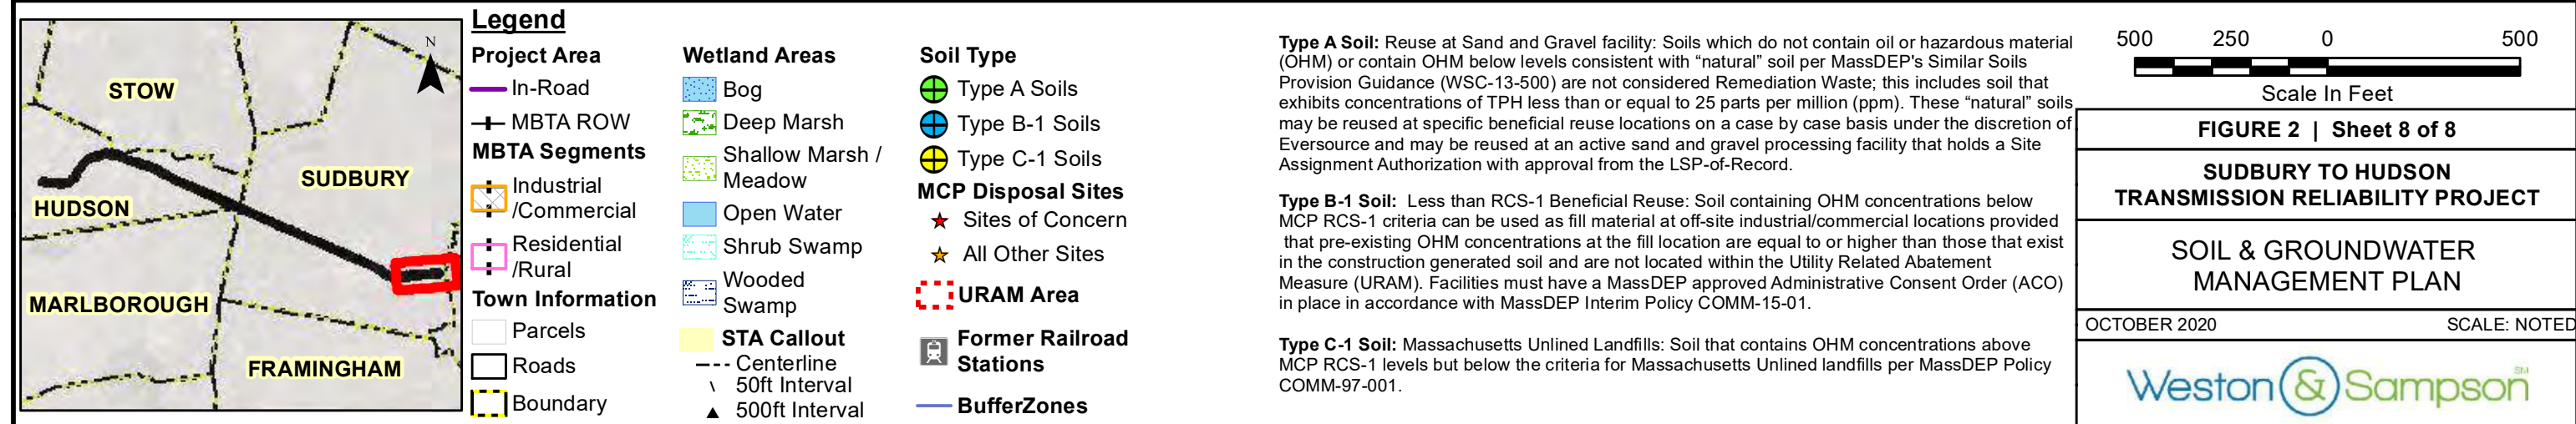 N
STOW
SUDBURY
HUDSON
MARLBOROUGH
FRAMINGHAM
Legend
Project Area
In-Road
MBTA ROW
MBTA Segments
Industrial
/Commercial
Residential
/Rural
Town Information
Parcels
Roads
Boundary
Wetland Areas
Bog
Deep Marsh
Shallow Marsh /
Meadow
Open Water
Shrub Swamp
Wooded
Swamp
STA Callout
Centerline
50ft Interval
500ft Interval
Soil Type
Type A Soils
Type B-1 Soils
Type C-1 Soils
MCP Disposal Sites
Sites of Concern
All Other Sites
URAM Area
Former Railroad
Stations
BufferZones
Type A Soil: Reuse at Sand and Gravel facility: Soils which do not contain oil or hazardous material
(OHM) or contain OHM below levels consistent with “natural” soil per MassDEP's Similar Soils
Provision Guidance (WSC-13-500) are not considered Remediation Waste; this includes soil that
exhibits concentrations of TPH less than or equal to 25 parts per million (ppm). These “natural” soils
may be reused at specific beneficial reuse locations on a case by case basis under the discretion of
Eversource and may be reused at an active sand and gravel processing facility that holds a Site
Assignment Authorization with approval from the LSP-of-Record.
Type B-1 Soil: Less than RCS-1 Beneficial Reuse: Soil containing OHM concentrations below
MCP RCS-1 criteria can be used as fill material at off-site industrial/commercial locations provided
that pre-existing OHM concentrations at the fill location are equal to or higher than those that exist
in the construction generated soil and are not located within the Utility Related Abatement
Measure (URAM). Facilities must have a MassDEP approved Administrative Consent Order (ACO)
in place in accordance with MassDEP Interim Policy COMM-15-01.
Type C-1 Soil: Massachusetts Unlined Landfills: Soil that contains OHM concentrations above
MCP RCS-1 levels but below the criteria for Massachusetts Unlined landfills per MassDEP Policy
COMM-97-001.
500 250 0 500
Scale In Feet
FIGURE 2 | Sheet 8 of 8
SUDBURY TO HUDSON
TRANSMISSION RELIABILITY PROJECT
SOIL & GROUNDWATER
MANAGEMENT PLAN
OCTOBER 2020 SCALE: NOTED
Weston & Sampson SM